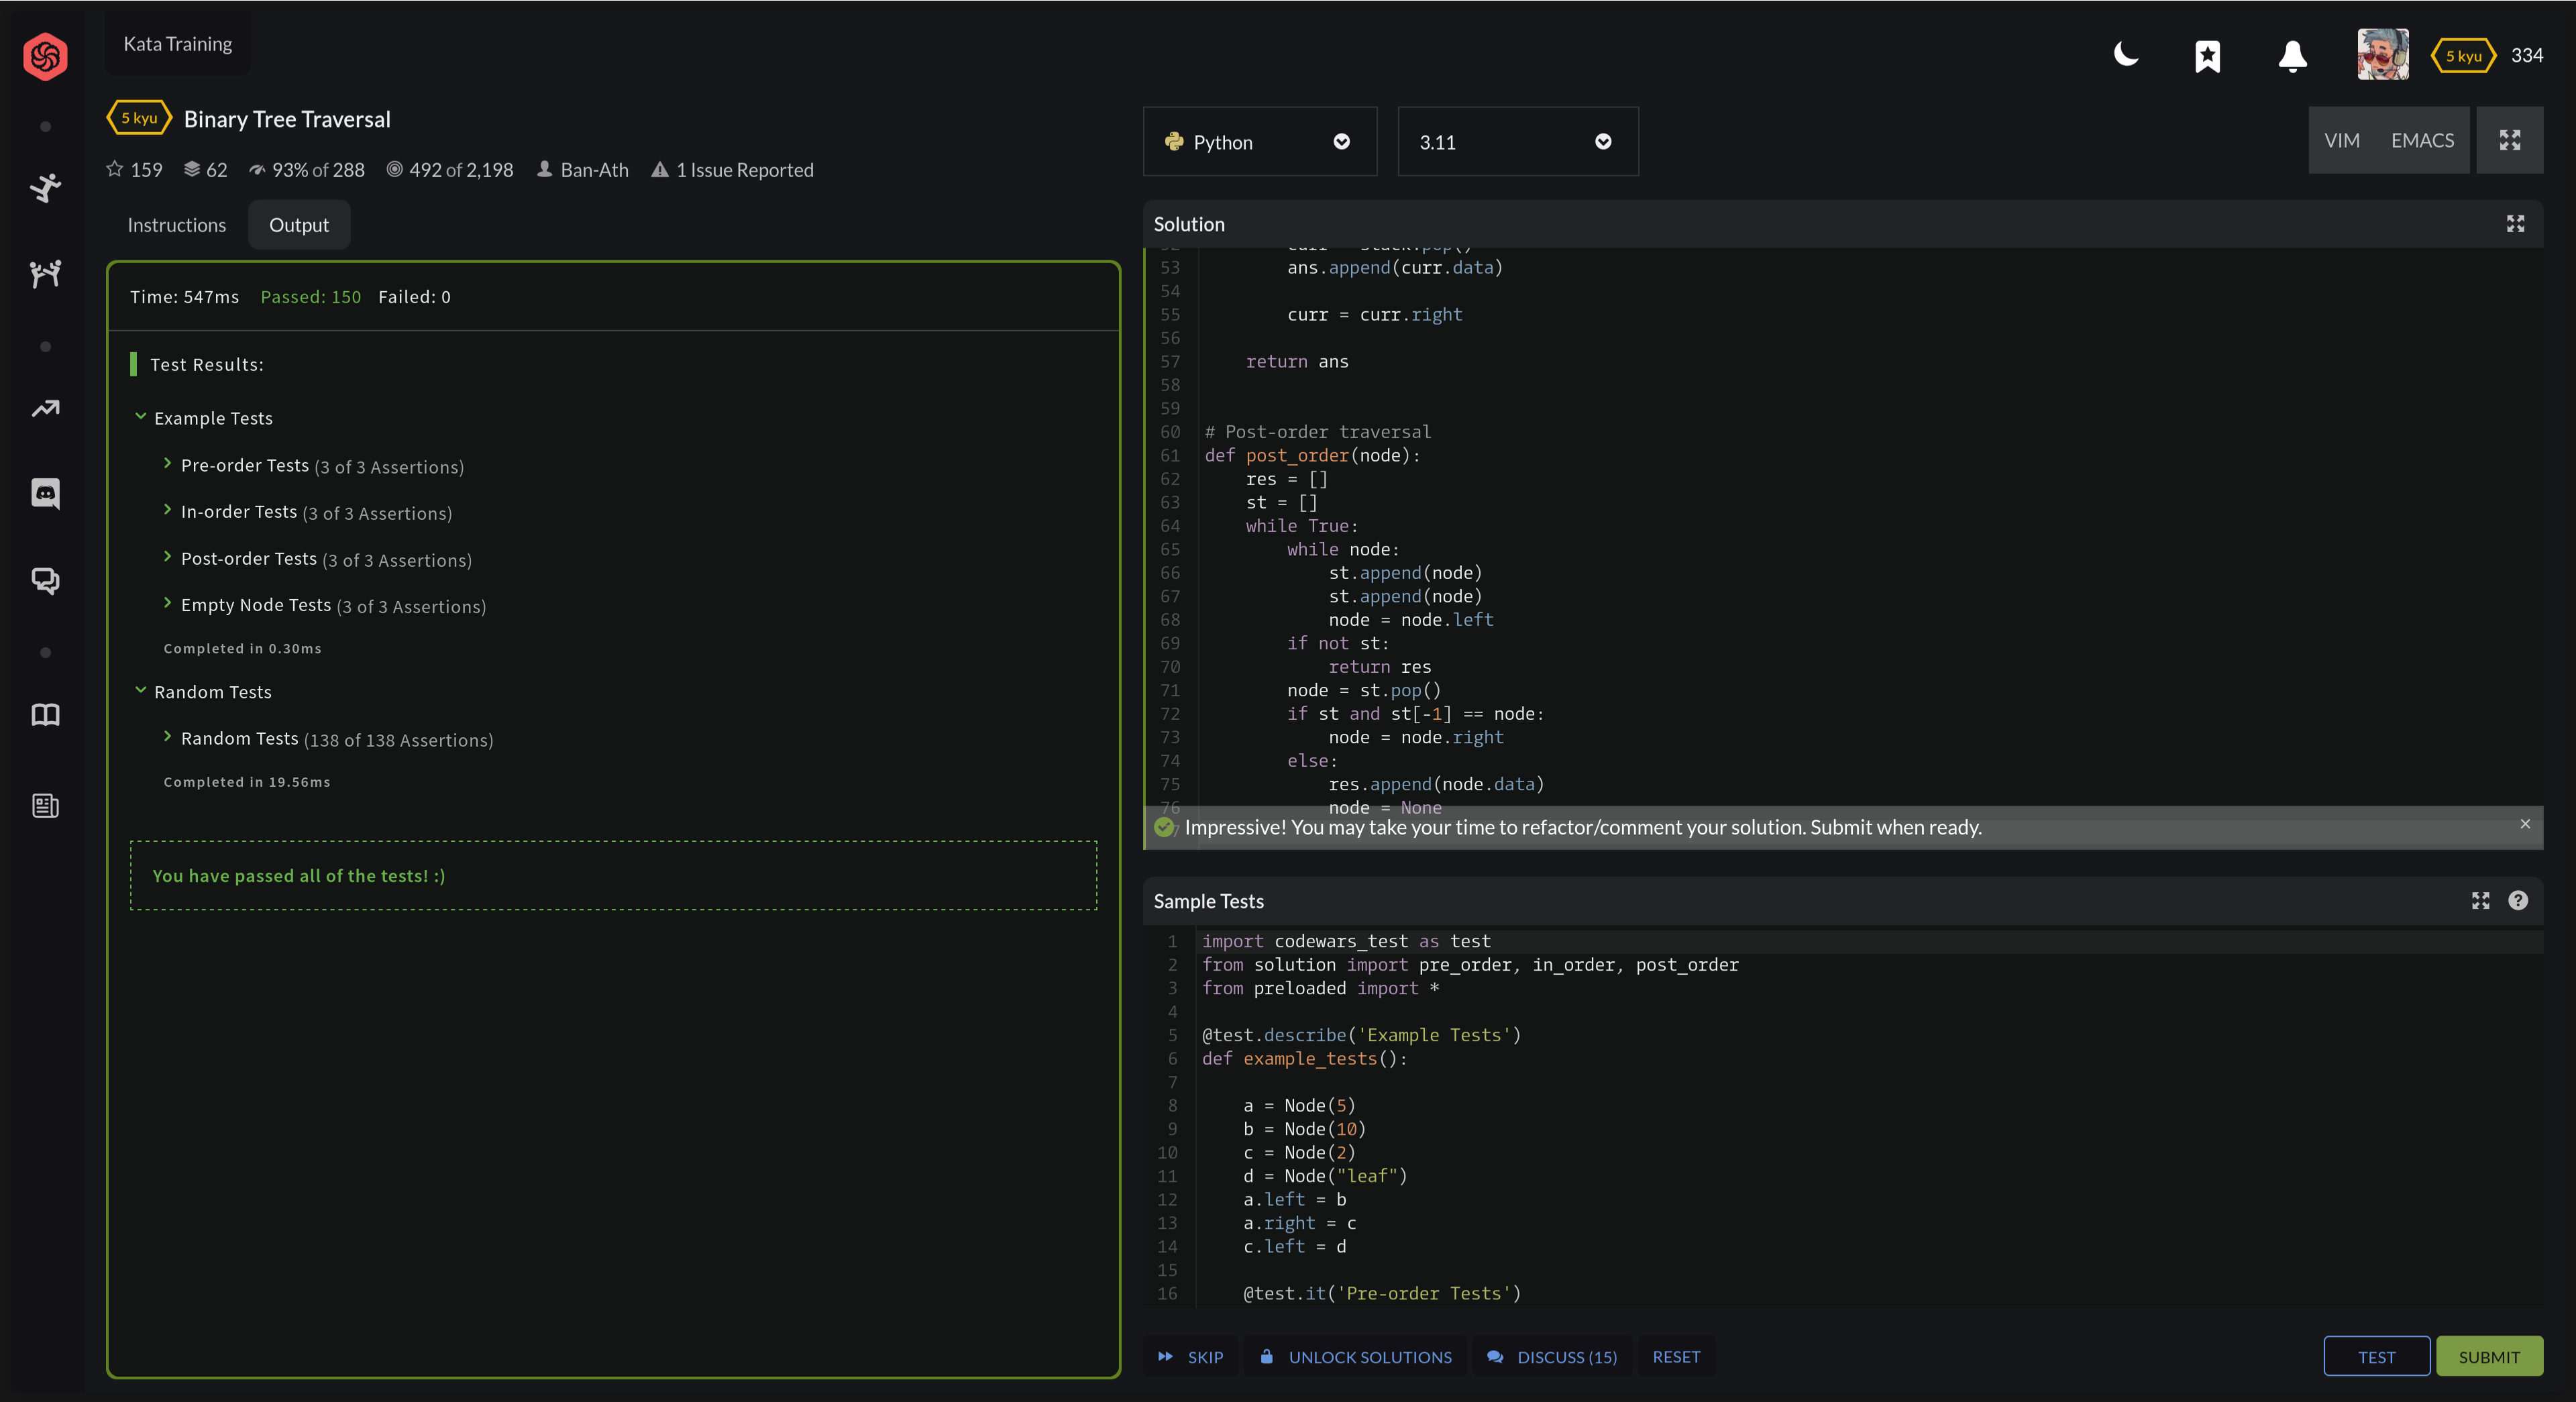 Kata Training
5 kyu
334
5 kyu Binary Tree Traversal
159 62 93% of 288 492 of 2,198 Ban-Ath 1 Issue Reported
Python
3.11
VIM EMACS
Instructions Output
Time: 547ms Passed: 150 Failed: 0
Test Results:
Example Tests
Pre-order Tests (3 of 3 Assertions)
In-order Tests (3 of 3 Assertions)
Post-order Tests (3 of 3 Assertions)
Empty Node Tests (3 of 3 Assertions)
Completed in 0.30ms
Random Tests
Random Tests (138 of 138 Assertions)
Completed in 19.56ms
You have passed all of the tests! :)
Solution
53 ans.append(curr.data)
54
55 curr = curr.right
56
57 return ans
58
59
60 # Post-order traversal
61 def post_order(node):
62 res = []
63 st = []
64 while True:
65 while node:
66 st.append(node)
67 st.append(node)
68 node = node.left
69 if not st:
70 return res
71 node = st.pop()
72 if st and st[-1] == node:
73 node = node.right
74 else:
75 res.append(node.data)
76 node = None
Impressive! You may take your time to refactor/comment your solution. Submit when ready.
Sample Tests
1 import codewars_test as test
2 from solution import pre_order, in_order, post_order
3 from preloaded import *
4
5 @test.describe('Example Tests')
6 def example_tests():
7
8 a = Node(5)
9 b = Node(10)
10 c = Node(2)
11 d = Node("leaf")
12 a.left = b
13 a.right = c
14 c.left = d
15
16 @test.it('Pre-order Tests')
SKIP UNLOCK SOLUTIONS DISCUSS (15) RESET TEST SUBMIT